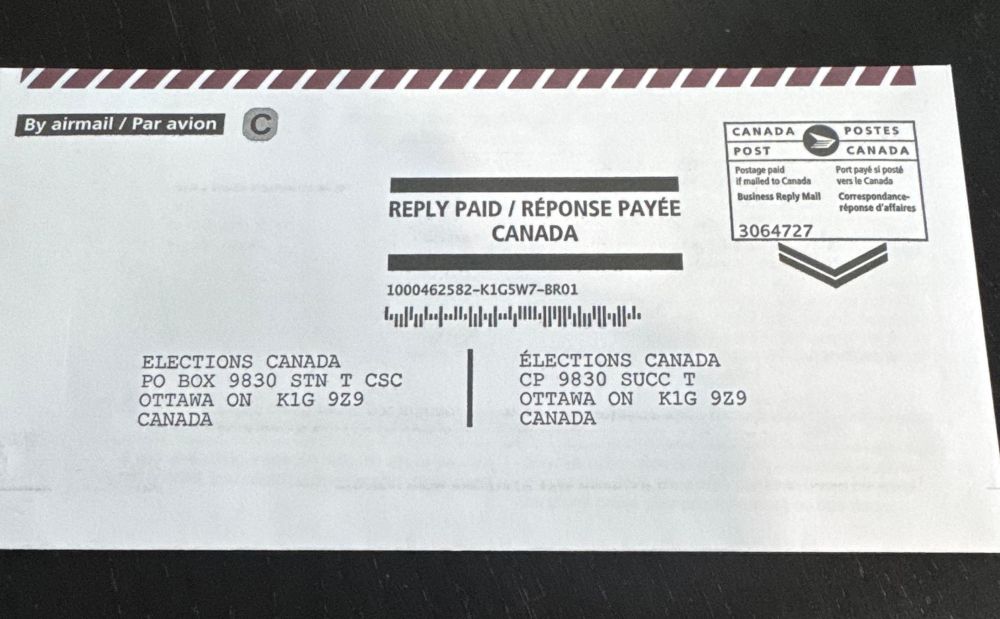 By airmail / Par avion
C
CANADA POSTES
POST CANADA
Postage paid
if mailed to Canada
Business Reply Mail
Port payé si posté
vers le Canada
Correspondance-
réponse d'affaires
3064727
REPLY PAID / RÉPONSE PAYÉE
CANADA
1000462582-K1G5W7-BR01
ELECTIONS CANADA
PO BOX 9830 STN T CSC
OTTAWA ON K1G 9Z9
CANADA
ÉLECTIONS CANADA
CP 9830 SUCC T
OTTAWA ON K1G 9Z9
CANADA